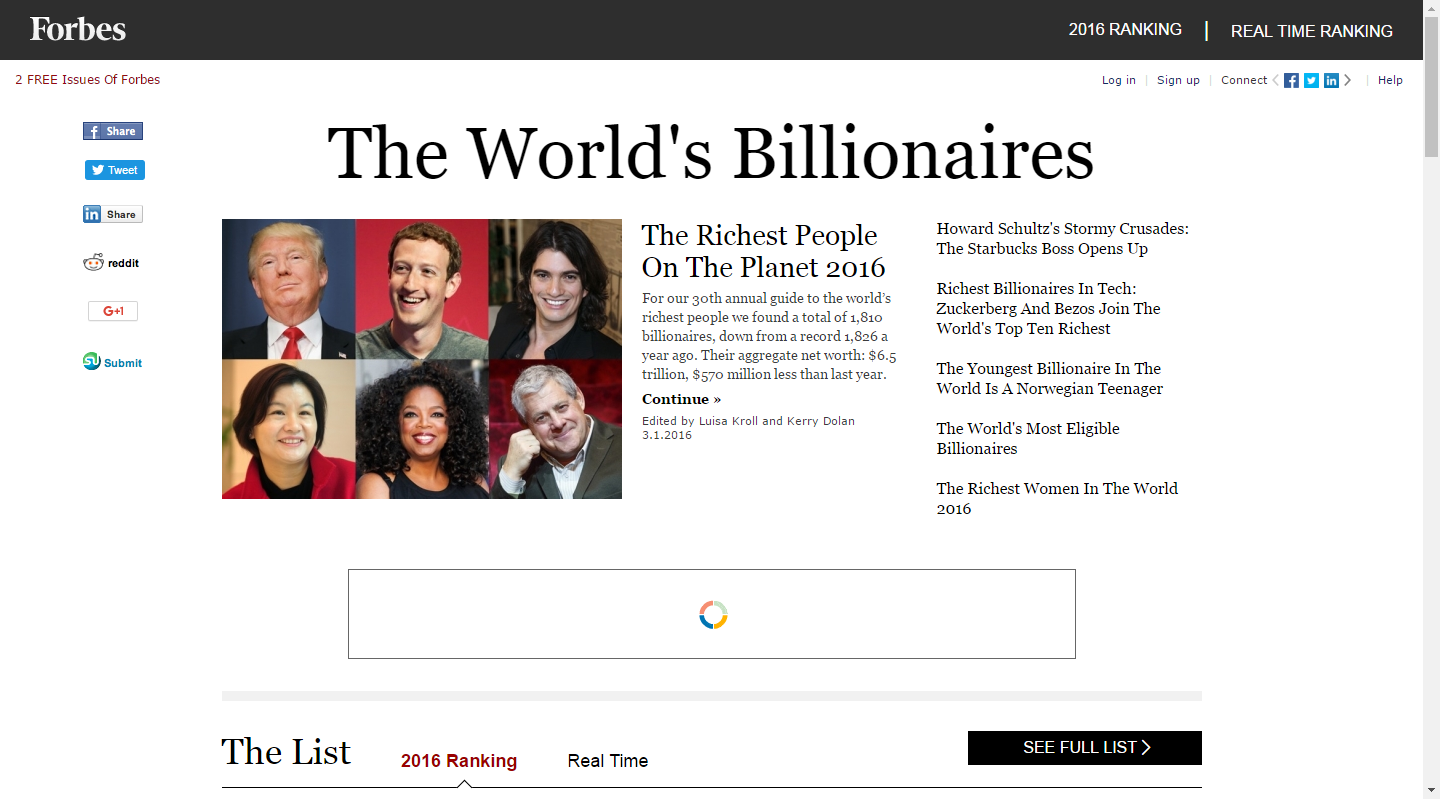 Forbes
2016 RANKING
REAL TIME RANKING
2 FREE Issues Of Forbes
Log in
Sign up
Connect
Help
Share
Tweet
Share
reddit
G+1
Submit
The World's Billionaires
The Richest People
On The Planet 2016
For our 30th annual guide to the world’s
richest people we found a total of 1,810
billionaires, down from a record 1,826 a
year ago. Their aggregate net worth: $6.5
trillion, $570 million less than last year.
Continue »
Edited by Luisa Kroll and Kerry Dolan
3.1.2016
Howard Schultz's Stormy Crusades:
The Starbucks Boss Opens Up
Richest Billionaires In Tech:
Zuckerberg And Bezos Join The
World's Top Ten Richest
The Youngest Billionaire In The
World Is A Norwegian Teenager
The World's Most Eligible
Billionaires
The Richest Women In The World
2016
The List
2016 Ranking
Real Time
SEE FULL LIST